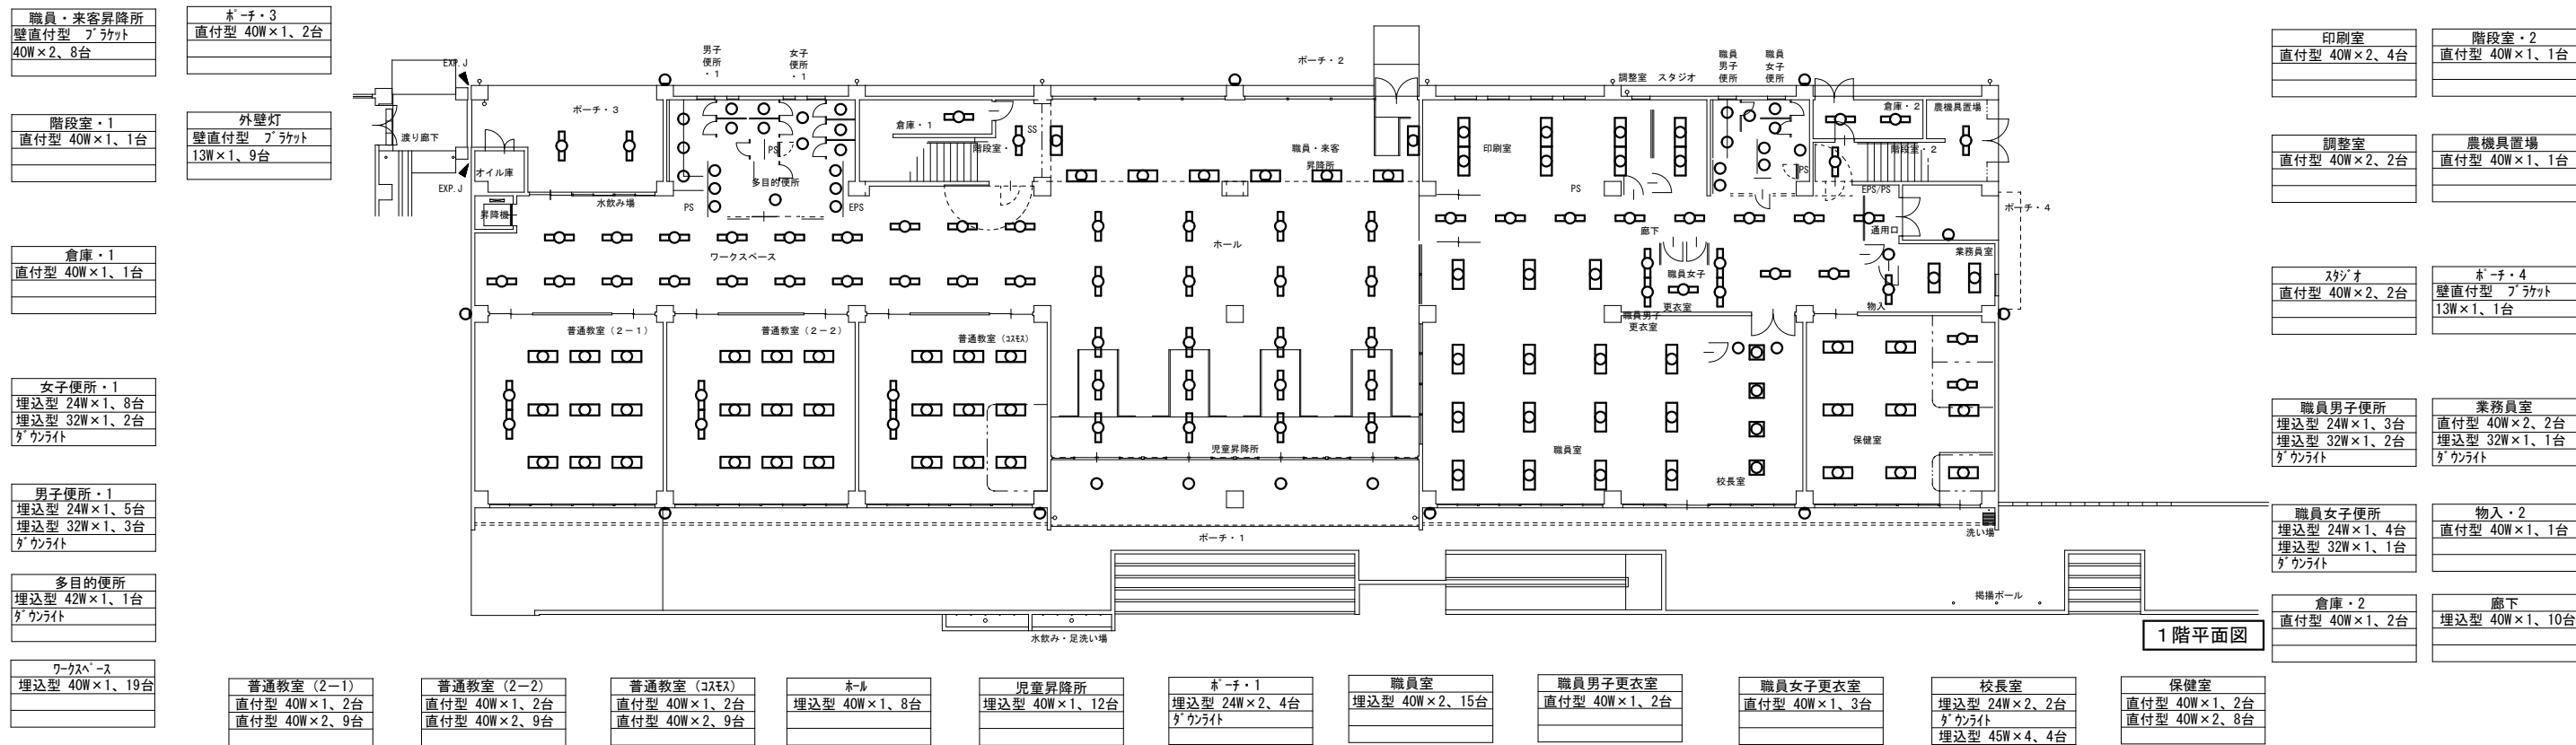 職員・来客昇降所
壁直付型 ブラケット
40W×2、8台
ポーチ・3
直付型 40W×1、2台
階段室・1
直付型 40W×1、1台
外壁灯
壁直付型 ブラケット
13W×1、9台
倉庫・1
直付型 40W×1、1台
女子便所・1
埋込型 24W×1、8台
埋込型 32W×1、2台
ダウンライト
男子便所・1
埋込型 24W×1、5台
埋込型 32W×1、3台
ダウンライト
多目的便所
埋込型 42W×1、1台
ダウンライト
ワークスペース
埋込型 40W×1、19台
EXP.J
渡り廊下
EXP.J
オイル庫
昇降機
ポーチ・3
水飲み場
男子
便所
・1
女子
便所
・1
PS
多目的便所
PS
EPS
倉庫・1
SS
階段室・
ワークスペース
ポーチ・2
職員・来客
昇降所
ホール
印刷室
PS
調整室 スタジオ
職員
男子
便所
職員
女子
便所
PS
倉庫・2
農機具置場
階段室・2
EPS/PS
ポーチ・4
通用口
業務員室
廊下
職員女子
更衣室
物入
職員男子
更衣室
普通教室(2-1)
普通教室(2-2)
普通教室(コスモス)
児童昇降所
職員室
校長室
保健室
洗い場
ポーチ・1
水飲み・足洗い場
掲揚ポール
1階平面図
印刷室
直付型 40W×2、4台
階段室・2
直付型 40W×1、1台
調整室
直付型 40W×2、2台
農機具置場
直付型 40W×1、1台
スタジオ
直付型 40W×2、2台
ポーチ・4
壁直付型 ブラケット
13W×1、1台
職員男子便所
埋込型 24W×1、3台
埋込型 32W×1、2台
ダウンライト
業務員室
直付型 40W×2、2台
埋込型 32W×1、1台
ダウンライト
職員女子便所
埋込型 24W×1、4台
埋込型 32W×1、1台
ダウンライト
物入・2
直付型 40W×1、1台
倉庫・2
直付型 40W×1、2台
廊下
埋込型 40W×1、10台
普通教室(2-1)
直付型 40W×1、2台
直付型 40W×2、9台
普通教室(2-2)
直付型 40W×1、2台
直付型 40W×2、9台
普通教室(コスモス)
直付型 40W×1、2台
直付型 40W×2、9台
ホール
埋込型 40W×1、8台
児童昇降所
埋込型 40W×1、12台
ポーチ・1
埋込型 24W×2、4台
ダウンライト
職員室
埋込型 40W×2、15台
職員男子更衣室
直付型 40W×1、2台
職員女子更衣室
直付型 40W×1、3台
校長室
埋込型 24W×2、2台
ダウンライト
埋込型 45W×4、4台
保健室
直付型 40W×1、2台
直付型 40W×2、8台